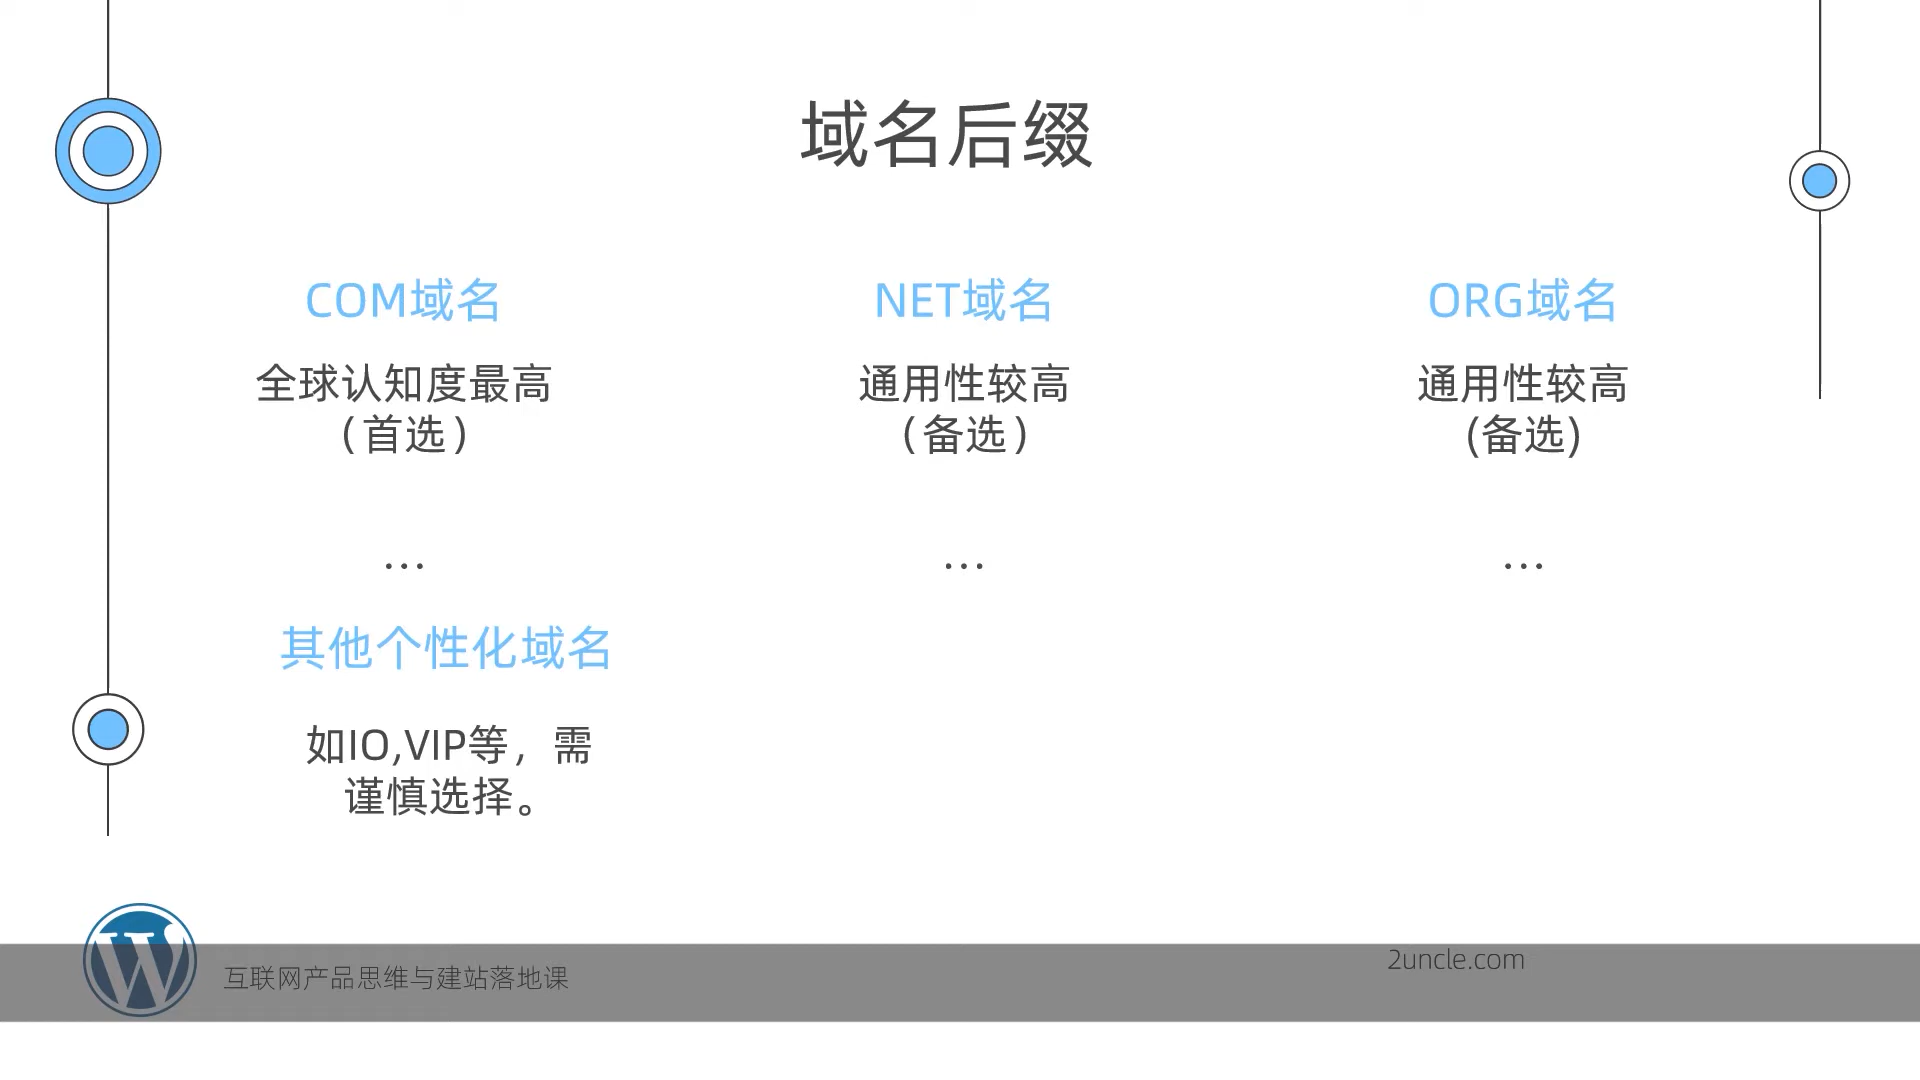 域名后缀
COM域名
全球认知度最高
（首选）
...
NET域名
通用性较高
（备选）
...
ORG域名
通用性较高
(备选)
...
其他个性化域名
如IO,VIP等，需
谨慎选择。
互联网产品思维与建站落地课
2uncle.com